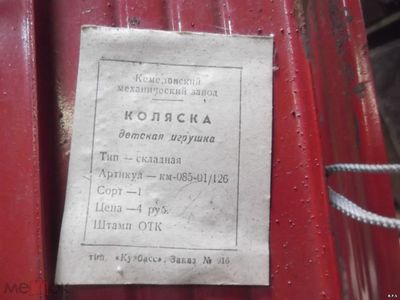 Кемеровский
механический завод
КОЛЯСКА
детская игрушка
Тип — складная
Артикул — км-085-01/126
Сорт — 1
Цена — 4 руб.
Штамп ОТК
тип. «Кузбасс». Заказ № 916